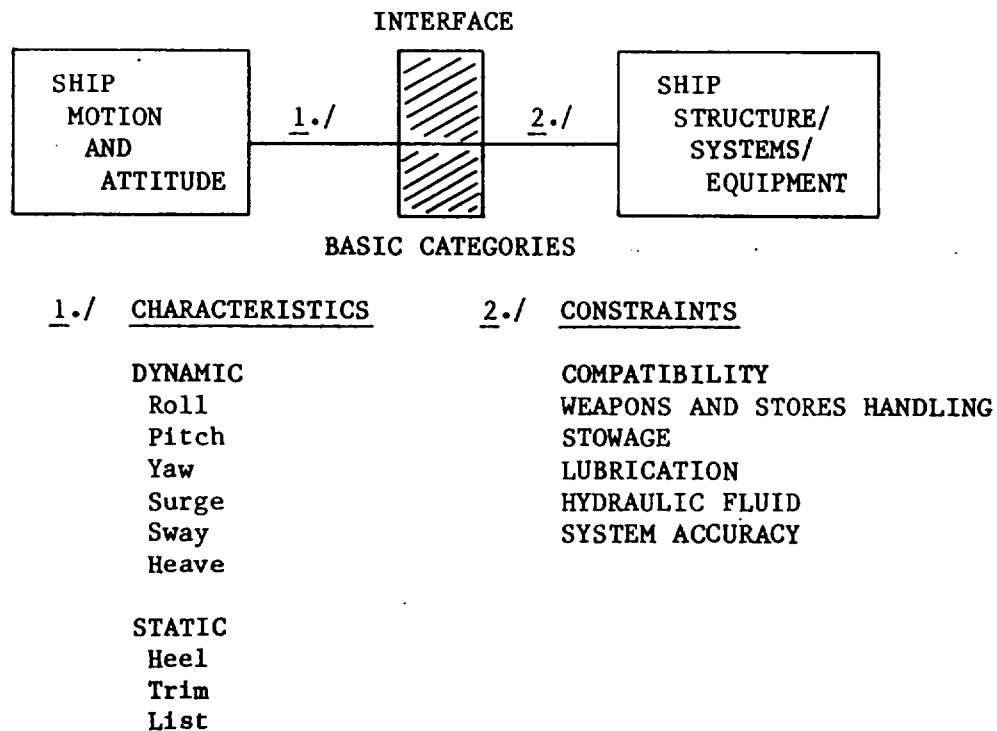 INTERFACE
SHIP
MOTION
AND
ATTITUDE
1./
2./
SHIP
STRUCTURE/
SYSTEMS/
EQUIPMENT
BASIC CATEGORIES
1./ CHARACTERISTICS
DYNAMIC
Roll
Pitch
Yaw
Surge
Sway
Heave
STATIC
Heel
Trim
List
2./ CONSTRAINTS
COMPATIBILITY
WEAPONS AND STORES HANDLING
STOWAGE
LUBRICATION
HYDRAULIC FLUID
SYSTEM ACCURACY